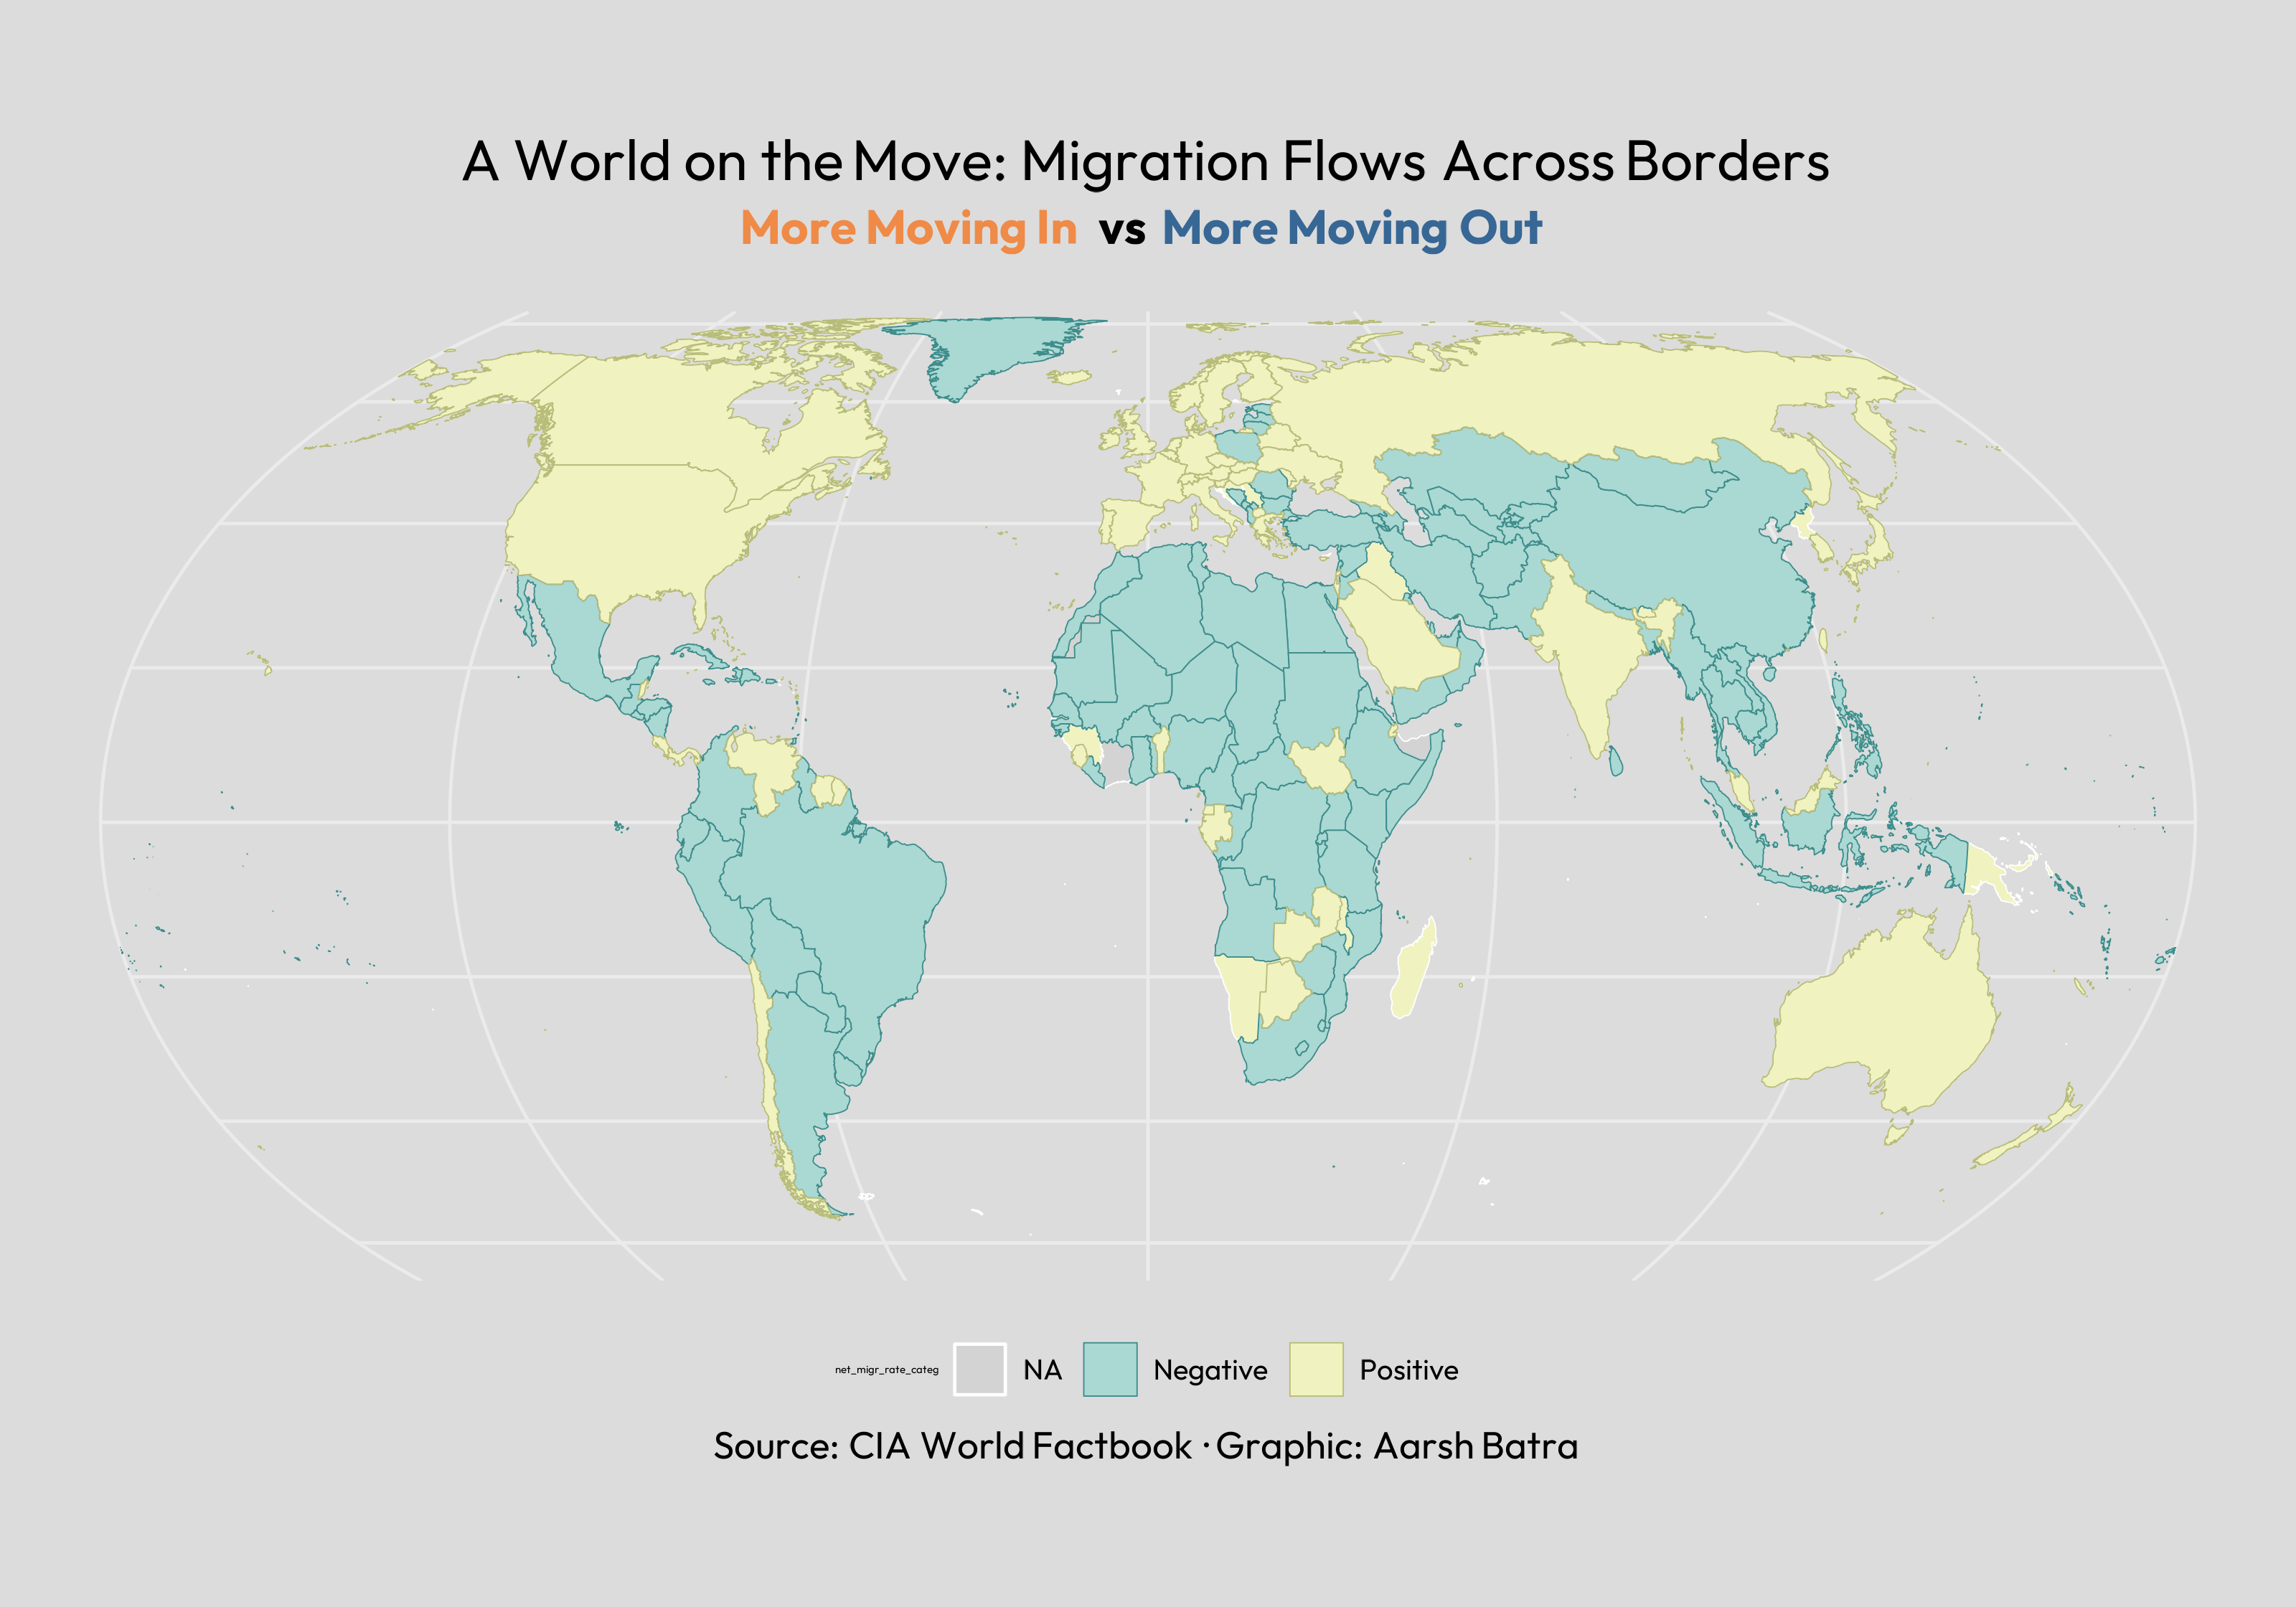 A World on the Move: Migration Flows Across Borders
More Moving In vs More Moving Out
net_migr_rate_categ NA Negative Positive
Source: CIA World Factbook · Graphic: Aarsh Batra